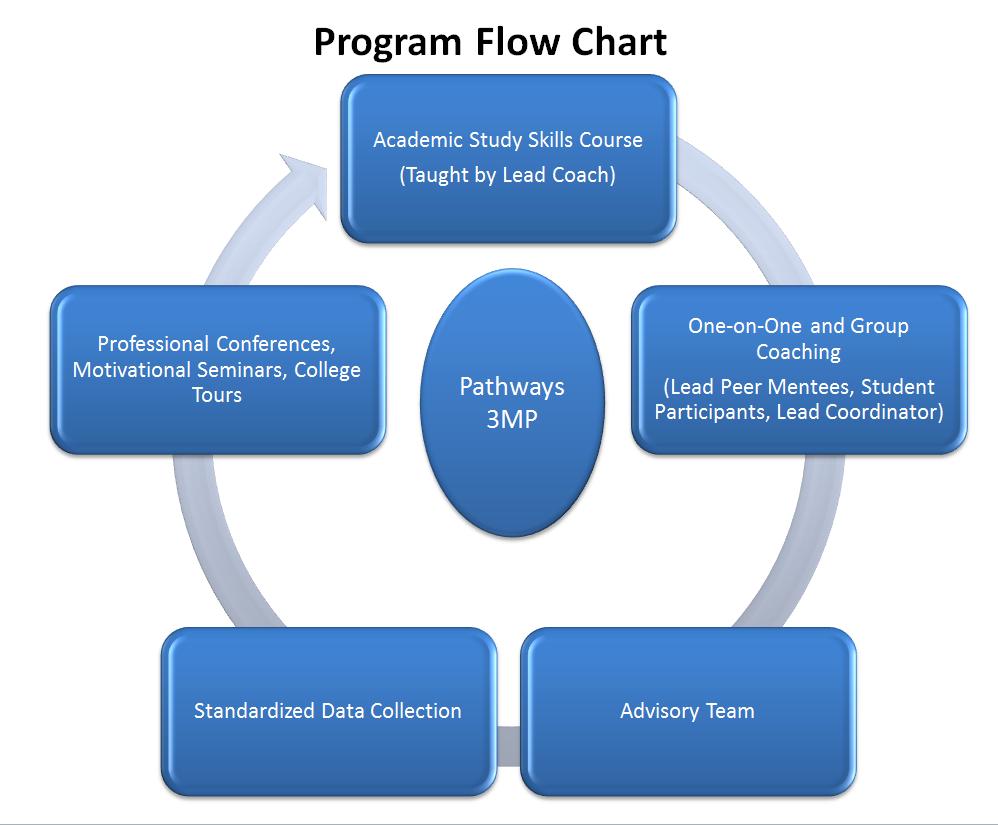 Program Flow Chart
Academic Study Skills Course
(Taught by Lead Coach)
One-on-One and Group
Coaching
(Lead Peer Mentees, Student
Participants, Lead Coordinator)
Professional Conferences,
Motivational Seminars, College
Tours
Pathways
3MP
Standardized Data Collection
Advisory Team